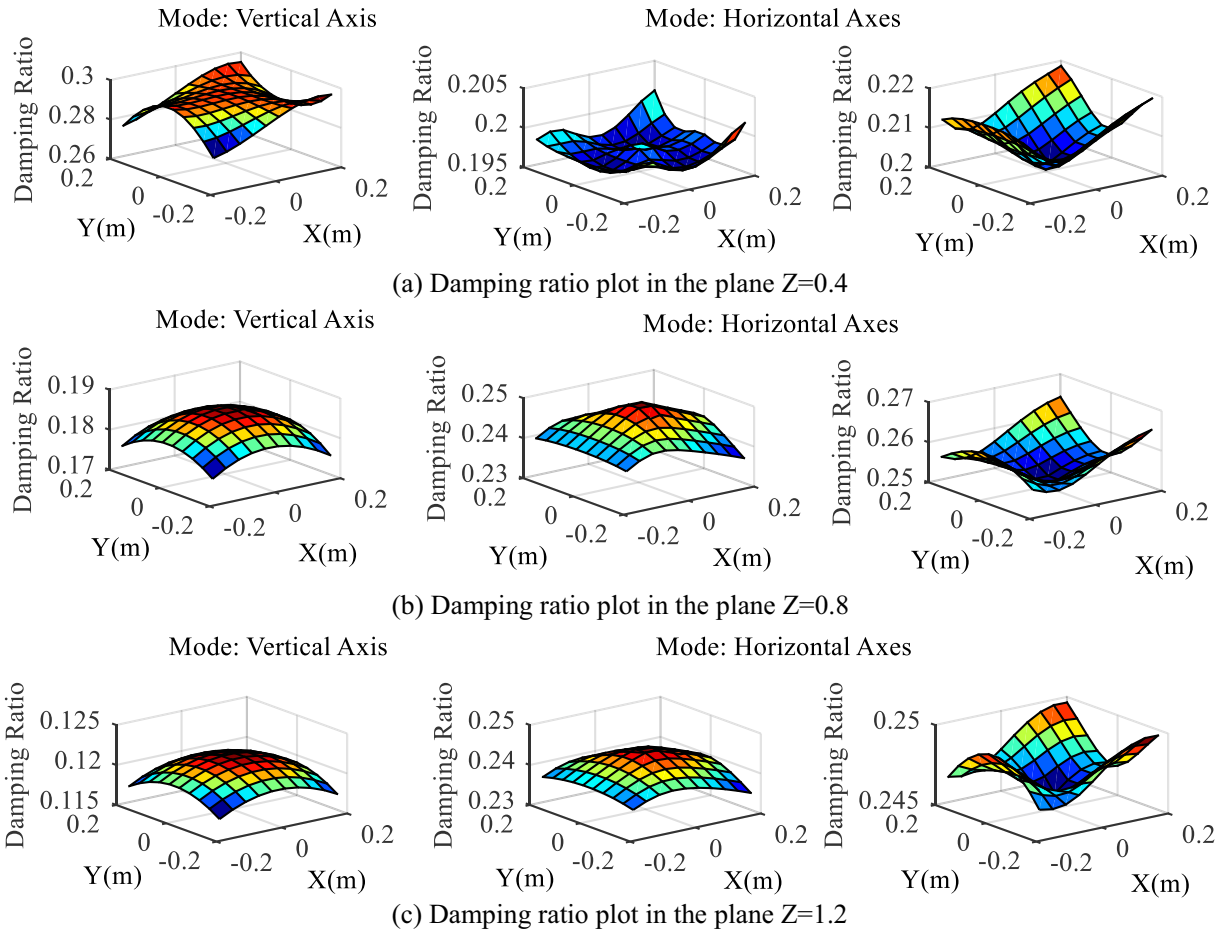 Mode: Vertical Axis
Mode: Horizontal Axes
Damping Ratio
0.3
0.28
0.26
0.2
0
-0.2
Y(m)
-0.2
0
0.2
X(m)
Damping Ratio
0.205
0.2
0.195
0.2
0
-0.2
Y(m)
-0.2
0
0.2
X(m)
Damping Ratio
0.22
0.21
0.2
0.2
0
-0.2
Y(m)
-0.2
0
0.2
X(m)
(a) Damping ratio plot in the plane Z=0.4
Mode: Vertical Axis
Mode: Horizontal Axes
Damping Ratio
0.19
0.18
0.17
0.2
0
-0.2
Y(m)
-0.2
0
0.2
X(m)
Damping Ratio
0.25
0.24
0.23
0.2
0
-0.2
Y(m)
-0.2
0
0.2
X(m)
Damping Ratio
0.27
0.26
0.25
0.2
0
-0.2
Y(m)
-0.2
0
0.2
X(m)
(b) Damping ratio plot in the plane Z=0.8
Mode: Vertical Axis
Mode: Horizontal Axes
Damping Ratio
0.125
0.12
0.115
0.2
0
-0.2
Y(m)
-0.2
0
0.2
X(m)
Damping Ratio
0.25
0.24
0.23
0.2
0
-0.2
Y(m)
-0.2
0
0.2
X(m)
Damping Ratio
0.25
0.245
0.2
0
-0.2
Y(m)
-0.2
0
0.2
X(m)
(c) Damping ratio plot in the plane Z=1.2